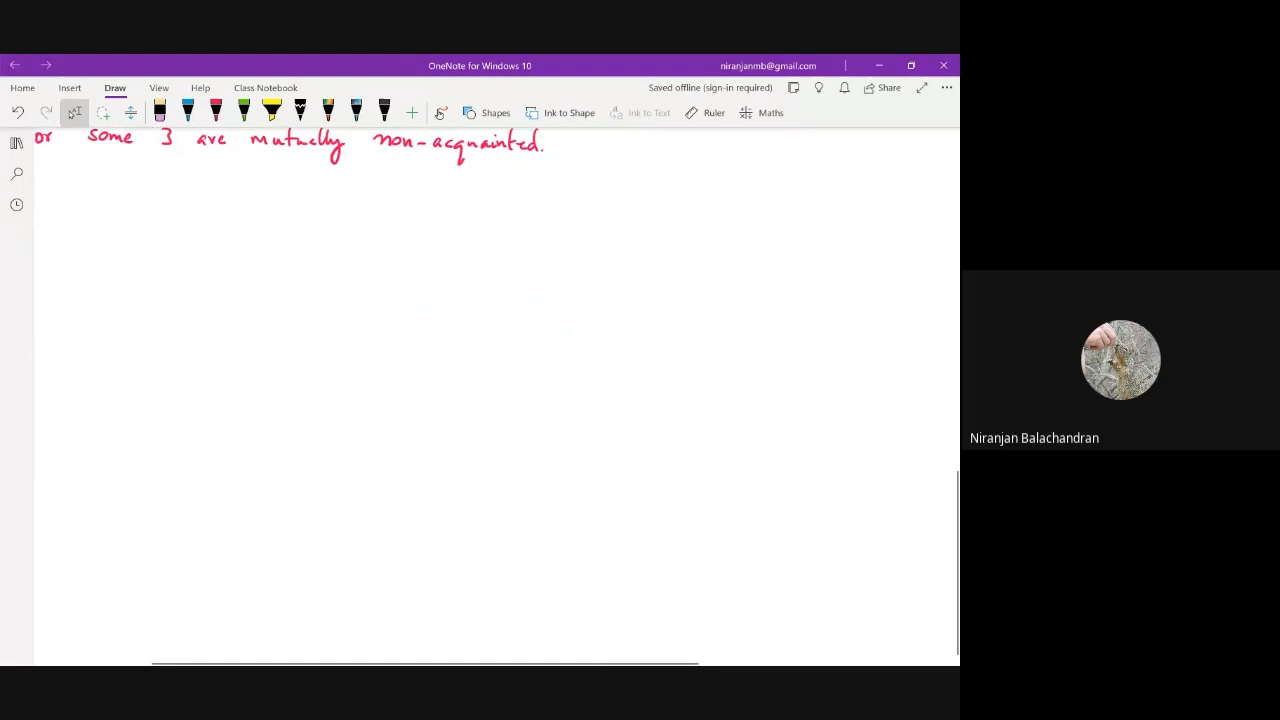 OneNote for Windows 10
niranjanmb@gmail.com
Home Insert Draw View Help Class Notebook
Saved offline (sign-in required)
Share
Shapes Ink to Shape Ink to Text Ruler Maths
or some 3 are mutually non-acquainted.
Niranjan Balachandran